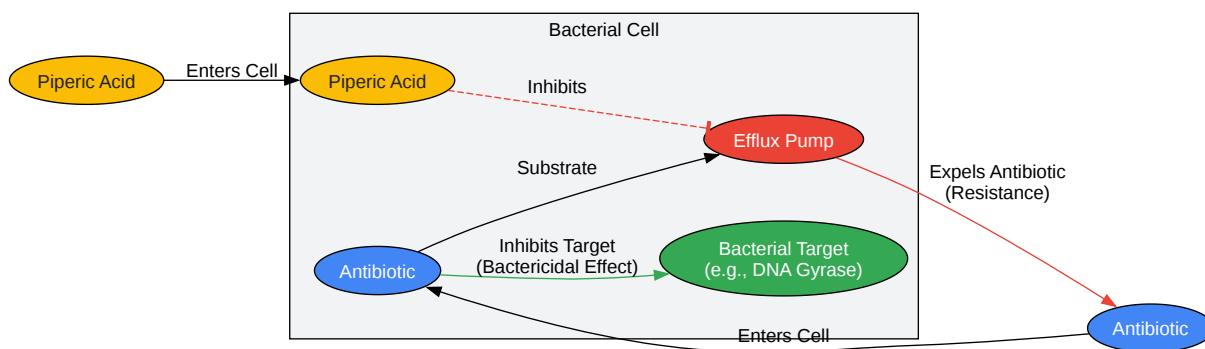 Bacterial Cell
Piperic Acid
Enters Cell
Piperic Acid
Inhibits
Efflux Pump
Substrate
Expels Antibiotic
(Resistance)
Antibiotic
Inhibits Target
(Bactericidal Effect)
Bacterial Target
(e.g., DNA Gyrase)
Enters Cell
Antibiotic